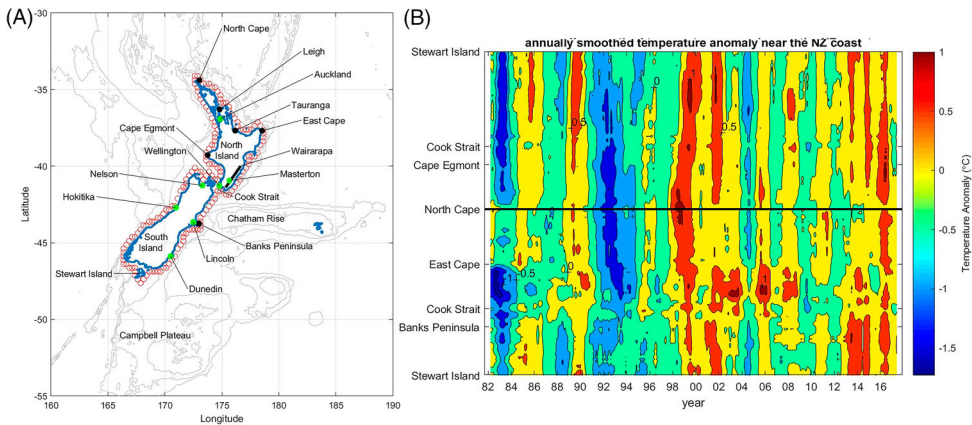 (A)
-30
-35
-40
-45
-50
-55
Latitude
160
165
170
175
180
185
190
Longitude
North Cape
Leigh
Auckland
Tauranga
East Cape
Cape Egmont
Wellington
North
Island
Wairarapa
Nelson
Masterton
Hokitika
Cook Strait
Chatham Rise
South
Island
Banks Peninsula
Stewart Island
Lincoln
Dunedin
Campbell Plateau
(B)
annually smoothed temperature anomaly near the NZ coast
Stewart Island
Cook Strait
Cape Egmont
North Cape
East Cape
Cook Strait
Banks Peninsula
Stewart Island
82 84 86 88 90 92 94 96 98 00 02 04 06 08 10 12 14 16
year
1
0.5
0
-0.5
-1
-1.5
Temperature Anomaly (°C)